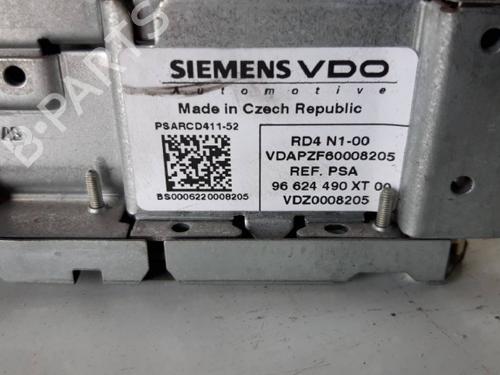 SIEMENS VDO
Automotive
Made in Czech Republic
PSARCD411-52
BS0006220008205
RD4 N1-00
VDAPZF60008205
REF. PSA
96 624 490 XT 00
VDZ0008205
B-PARTS